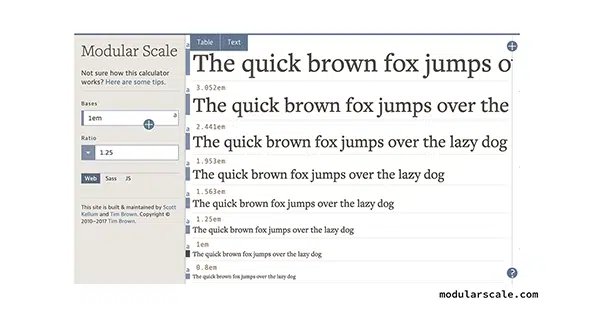 Modular Scale
Not sure how this calculator
works? Here are some tips.
Bases
1em
a
Ratio
1.25
Web Sass JS
This site is built & maintained by Scott
Kellum and Tim Brown. Copyright ©
2010–2017 Tim Brown.
Table Text
a
The quick brown fox jumps o
a 3.052em
The quick brown fox jumps over the
a 2.441em
The quick brown fox jumps over the lazy dog
a 1.953em
The quick brown fox jumps over the lazy dog
a 1.563em
The quick brown fox jumps over the lazy dog
a 1.25em
The quick brown fox jumps over the lazy dog
a 1em
The quick brown fox jumps over the lazy dog
a 0.8em
The quick brown fox jumps over the lazy dog
?
modularscale.com